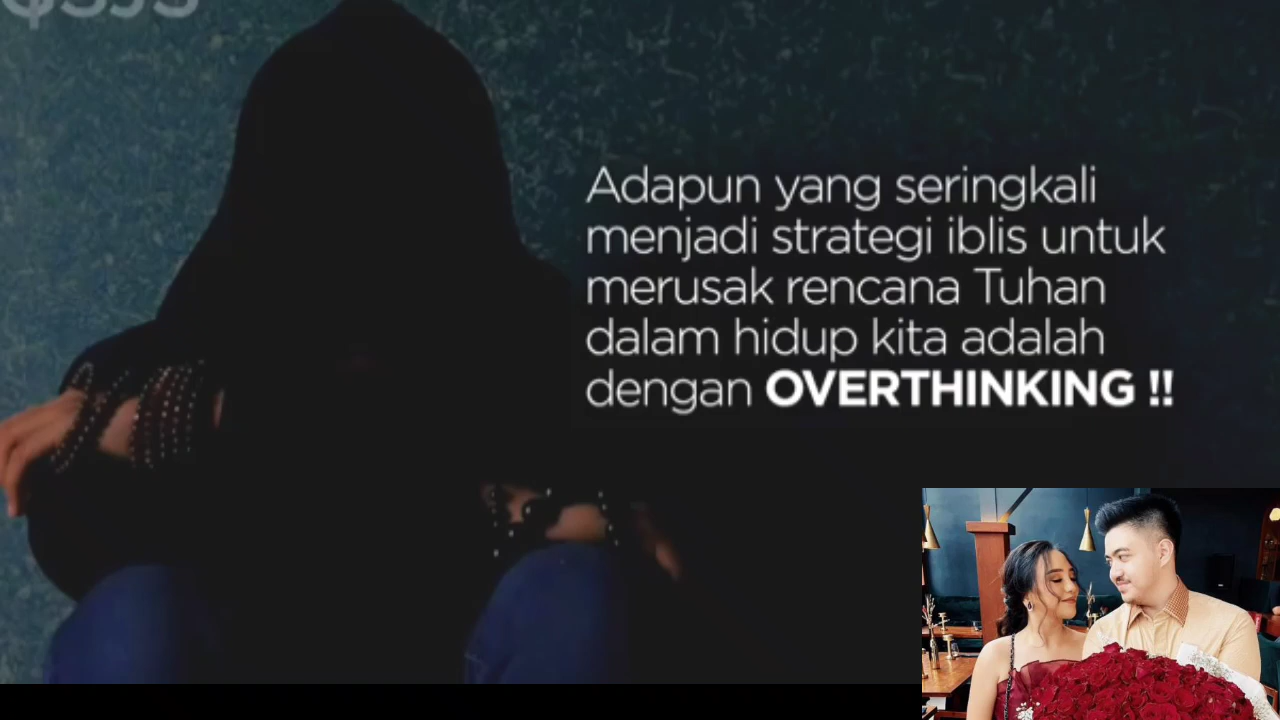 Adapun yang seringkali
menjadi strategi iblis untuk
merusak rencana Tuhan
dalam hidup kita adalah
dengan OVERTHINKING !!